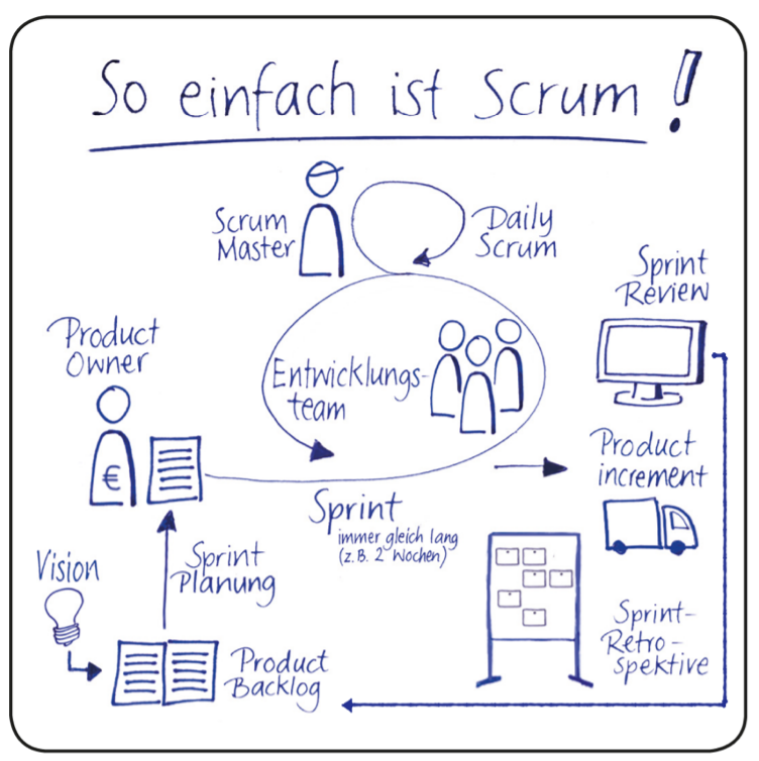 So einfach ist Scrum!
Scrum
Master
Daily
Scrum
Sprint
Review
Product
Owner
Entwicklungs-
team
€
Product
increment
Sprint
immer gleich lang
(z. B. 2 Wochen)
Vision
Sprint
Planung
Sprint-
Retro-
spektive
Product
Backlog